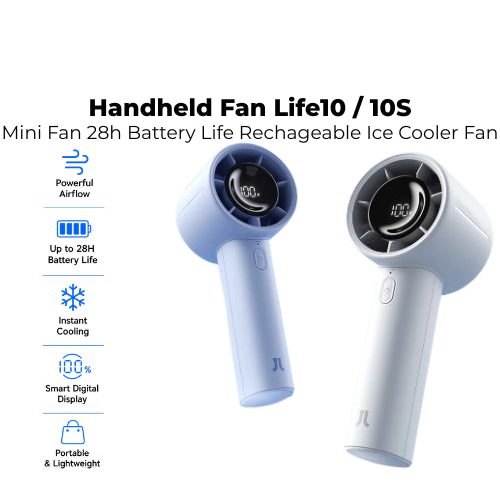 Handheld Fan Life10 / 10S
Mini Fan 28h Battery Life Rechageable Ice Cooler Fan
Powerful
Airflow
Up to 28H
Battery Life
Instant
Cooling
100%
Smart Digital
Display
Portable
& Lightweight
100
100